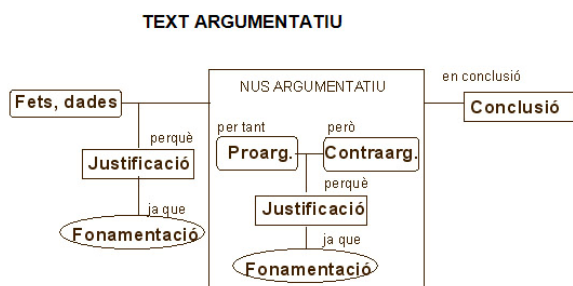 TEXT ARGUMENTATIU
NUS ARGUMENTATIU
en conclusió
Fets, dades
Conclusió
per tant
però
perquè
Proarg.
Contraarg.
Justificació
perquè
Justificació
ja que
ja que
Fonamentació
Fonamentació